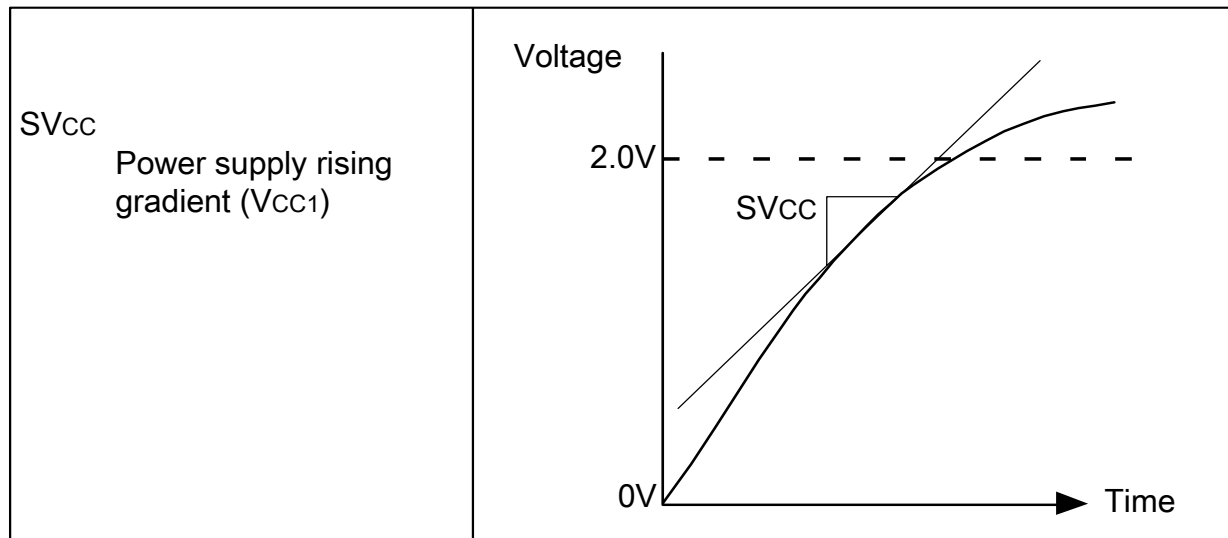 SVCC
Power supply rising
gradient (VCC1)
Voltage
2.0V
SVCC
0V
Time